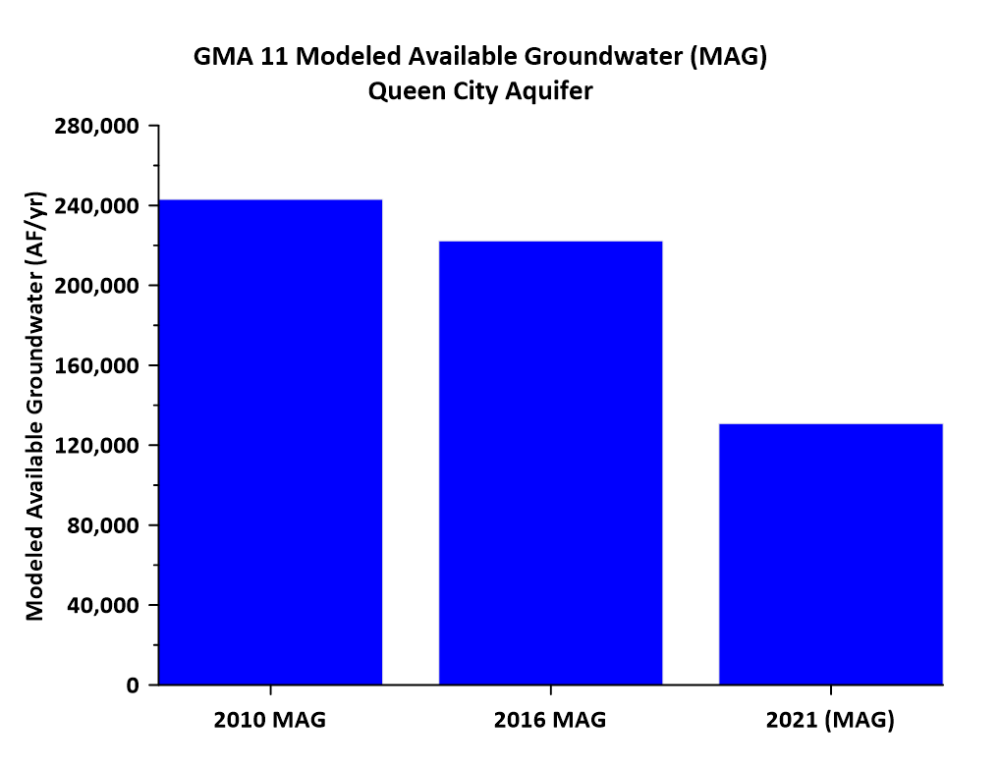 GMA 11 Modeled Available Groundwater (MAG)
Queen City Aquifer
Modeled Available Groundwater (AF/yr)
280,000
240,000
200,000
160,000
120,000
80,000
40,000
0
2010 MAG
2016 MAG
2021 (MAG)